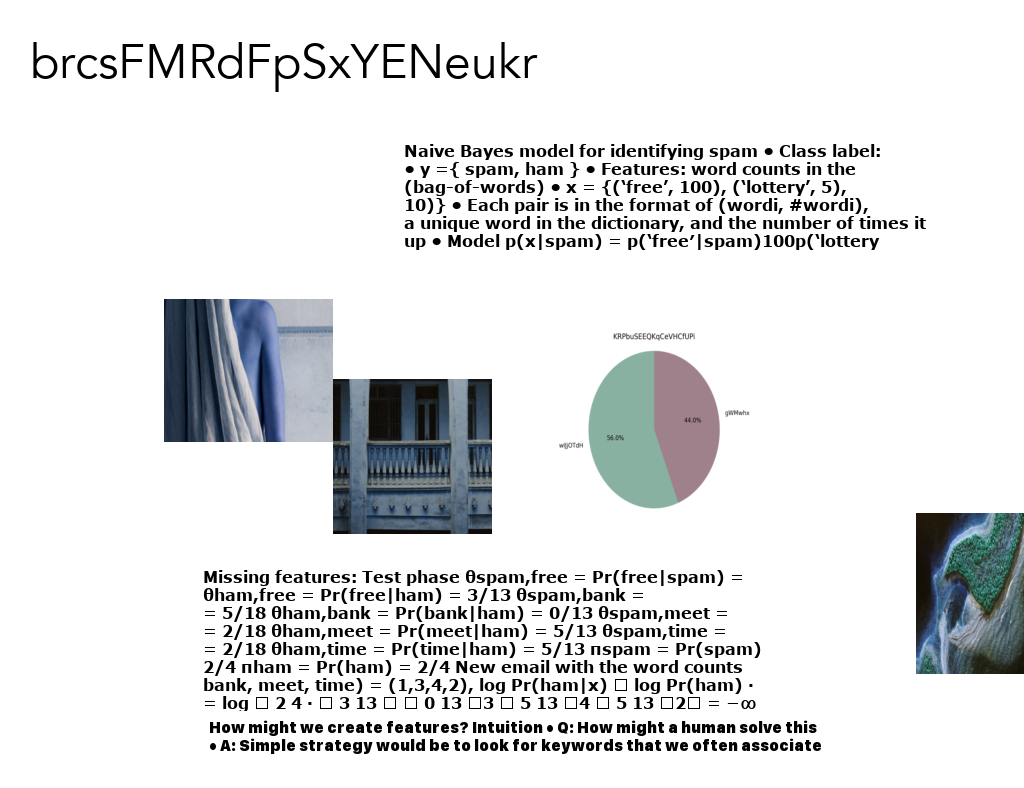 brcsFMRdFpSxYENeukr
Naive Bayes model for identifying spam • Class label:
• y ={ spam, ham } • Features: word counts in the
(bag-of-words) • x = {(‘free’, 100), (‘lottery’, 5),
10)} • Each pair is in the format of (wordi, #wordi),
a unique word in the dictionary, and the number of times it
up • Model p(x|spam) = p(‘free’|spam)100p(‘lottery
KRPbuSEEQKqCeVHCfUPi
gWMwhx
44.0%
56.0%
Missing features: Test phase θspam,free = Pr(free|spam) =
θham,free = Pr(free|ham) = 3/13 θspam,bank =
= 5/18 θham,bank = Pr(bank|ham) = 0/13 θspam,meet =
= 2/18 θham,meet = Pr(meet|ham) = 5/13 θspam,time =
= 2/18 θham,time = Pr(time|ham) = 5/13 πspam = Pr(spam)
2/4 πham = Pr(ham) = 2/4 New email with the word counts
bank, meet, time) = (1,3,4,2), log Pr(ham|x) □ log Pr(ham) ·
= log □ 2 4 · □ 3 13 □ □ 0 13 □3 □ 5 13 □4 □ 5 13 □2□ = −∞
How might we create features? Intuition • Q: How might a human solve this
• A: Simple strategy would be to look for keywords that we often associate